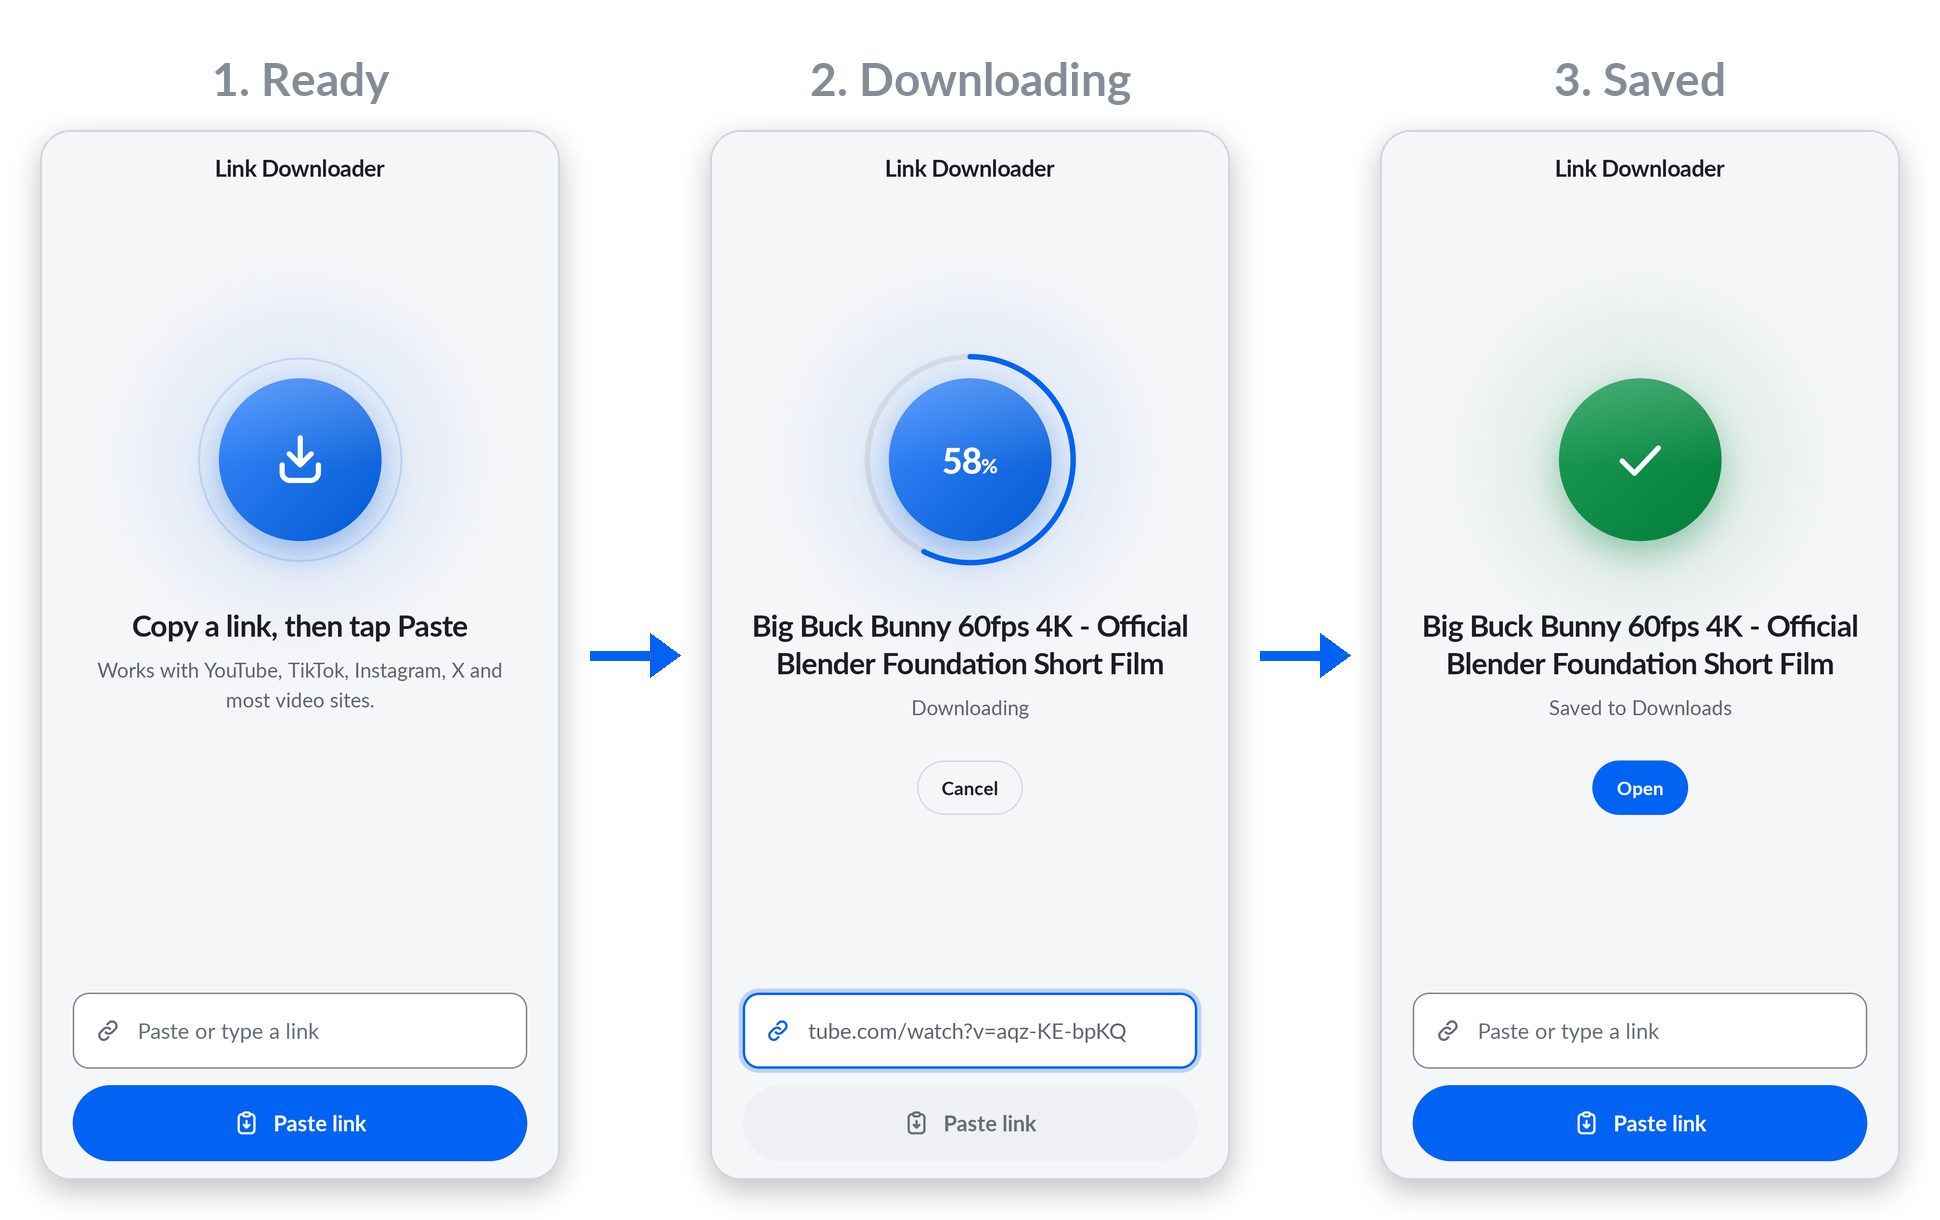 1. Ready
Link Downloader
Copy a link, then tap Paste
Works with YouTube, TikTok, Instagram, X and
most video sites.
Paste or type a link
Paste link
2. Downloading
Link Downloader
58%
Big Buck Bunny 60fps 4K - Official
Blender Foundation Short Film
Downloading
Cancel
tube.com/watch?v=aqz-KE-bpKQ
Paste link
3. Saved
Link Downloader
Big Buck Bunny 60fps 4K - Official
Blender Foundation Short Film
Saved to Downloads
Open
Paste or type a link
Paste link